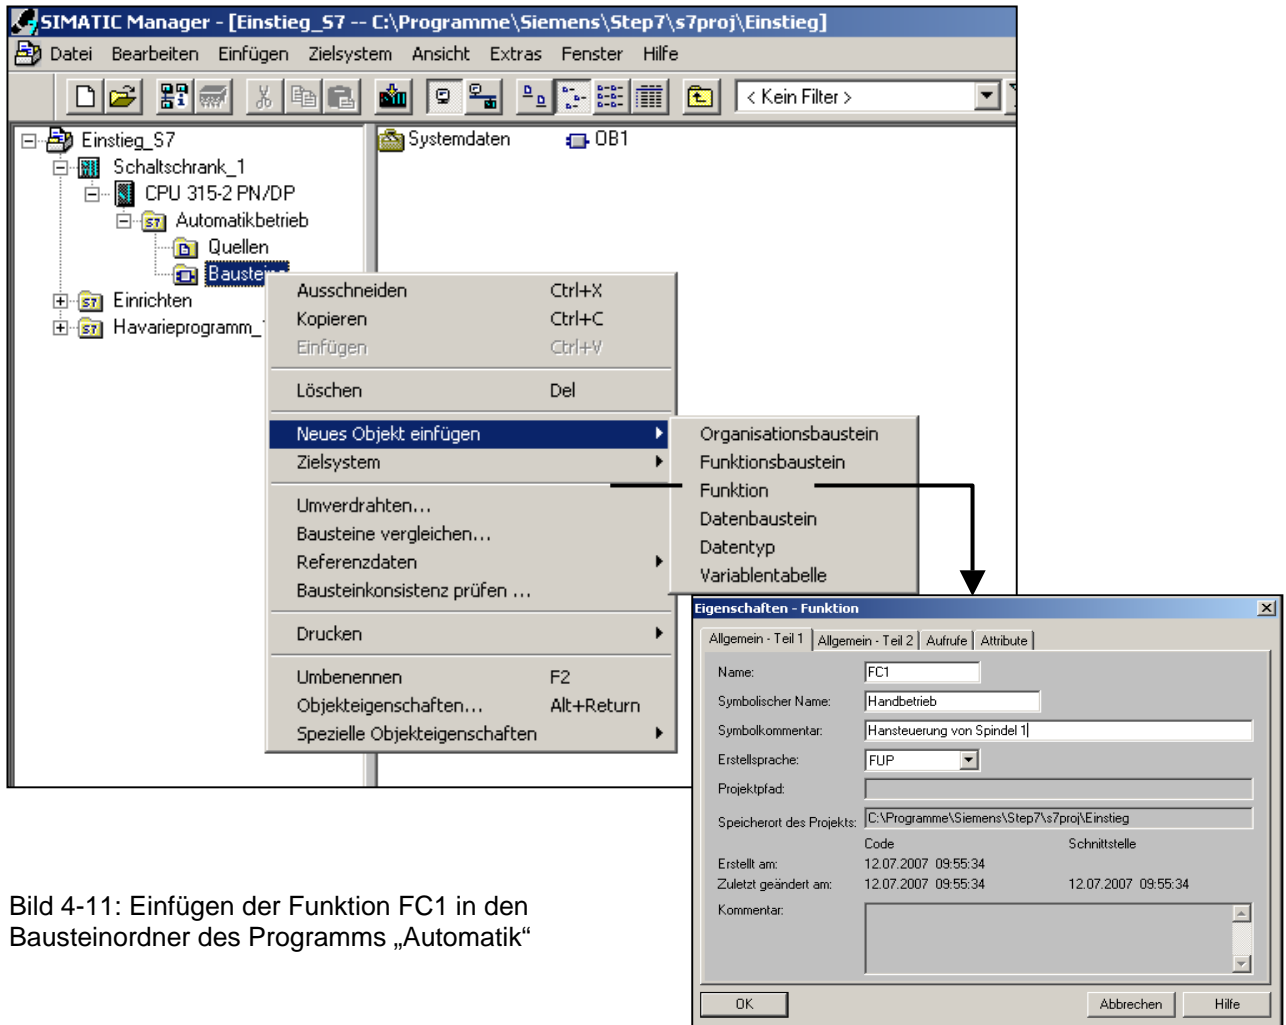 SIMATIC Manager - [Einstieg_S7 -- C:\Programme\Siemens\Step7\s7proj\Einstieg]
Datei Bearbeiten Einfügen Zielsystem Ansicht Extras Fenster Hilfe
< Kein Filter >
Einstieg_S7
Schaltschrank_1
CPU 315-2 PN/DP
Automatikbetrieb
Quellen
Bausteine
Einrichten
Havarieprogramm_
Systemdaten
OB1
Ausschneiden Ctrl+X
Kopieren Ctrl+C
Einfügen Ctrl+V
Löschen Del
Neues Objekt einfügen
Zielsystem
Umverdrahten...
Bausteine vergleichen...
Referenzdaten
Bausteinkonsistenz prüfen ...
Drucken
Umbenennen F2
Objekteigenschaften... Alt+Return
Spezielle Objekteigenschaften
Organisationsbaustein
Funktionsbaustein
Funktion
Datenbaustein
Datentyp
Variablentabelle
Eigenschaften - Funktion
Allgemein - Teil 1 Allgemein - Teil 2 Aufrufe Attribute
Name: FC1
Symbolischer Name: Handbetrieb
Symbolkommentar: Hansteuerung von Spindel 1
Erstellsprache: FUP
Projektpfad:
Speicherort des Projekts: C:\Programme\Siemens\Step7\s7proj\Einstieg
Code Schnittstelle
Erstellt am: 12.07.2007 09:55:34
Zuletzt geändert am: 12.07.2007 09:55:34 12.07.2007 09:55:34
Kommentar:
OK Abbrechen Hilfe
Bild 4-11: Einfügen der Funktion FC1 in den
Bausteinordner des Programms „Automatik“